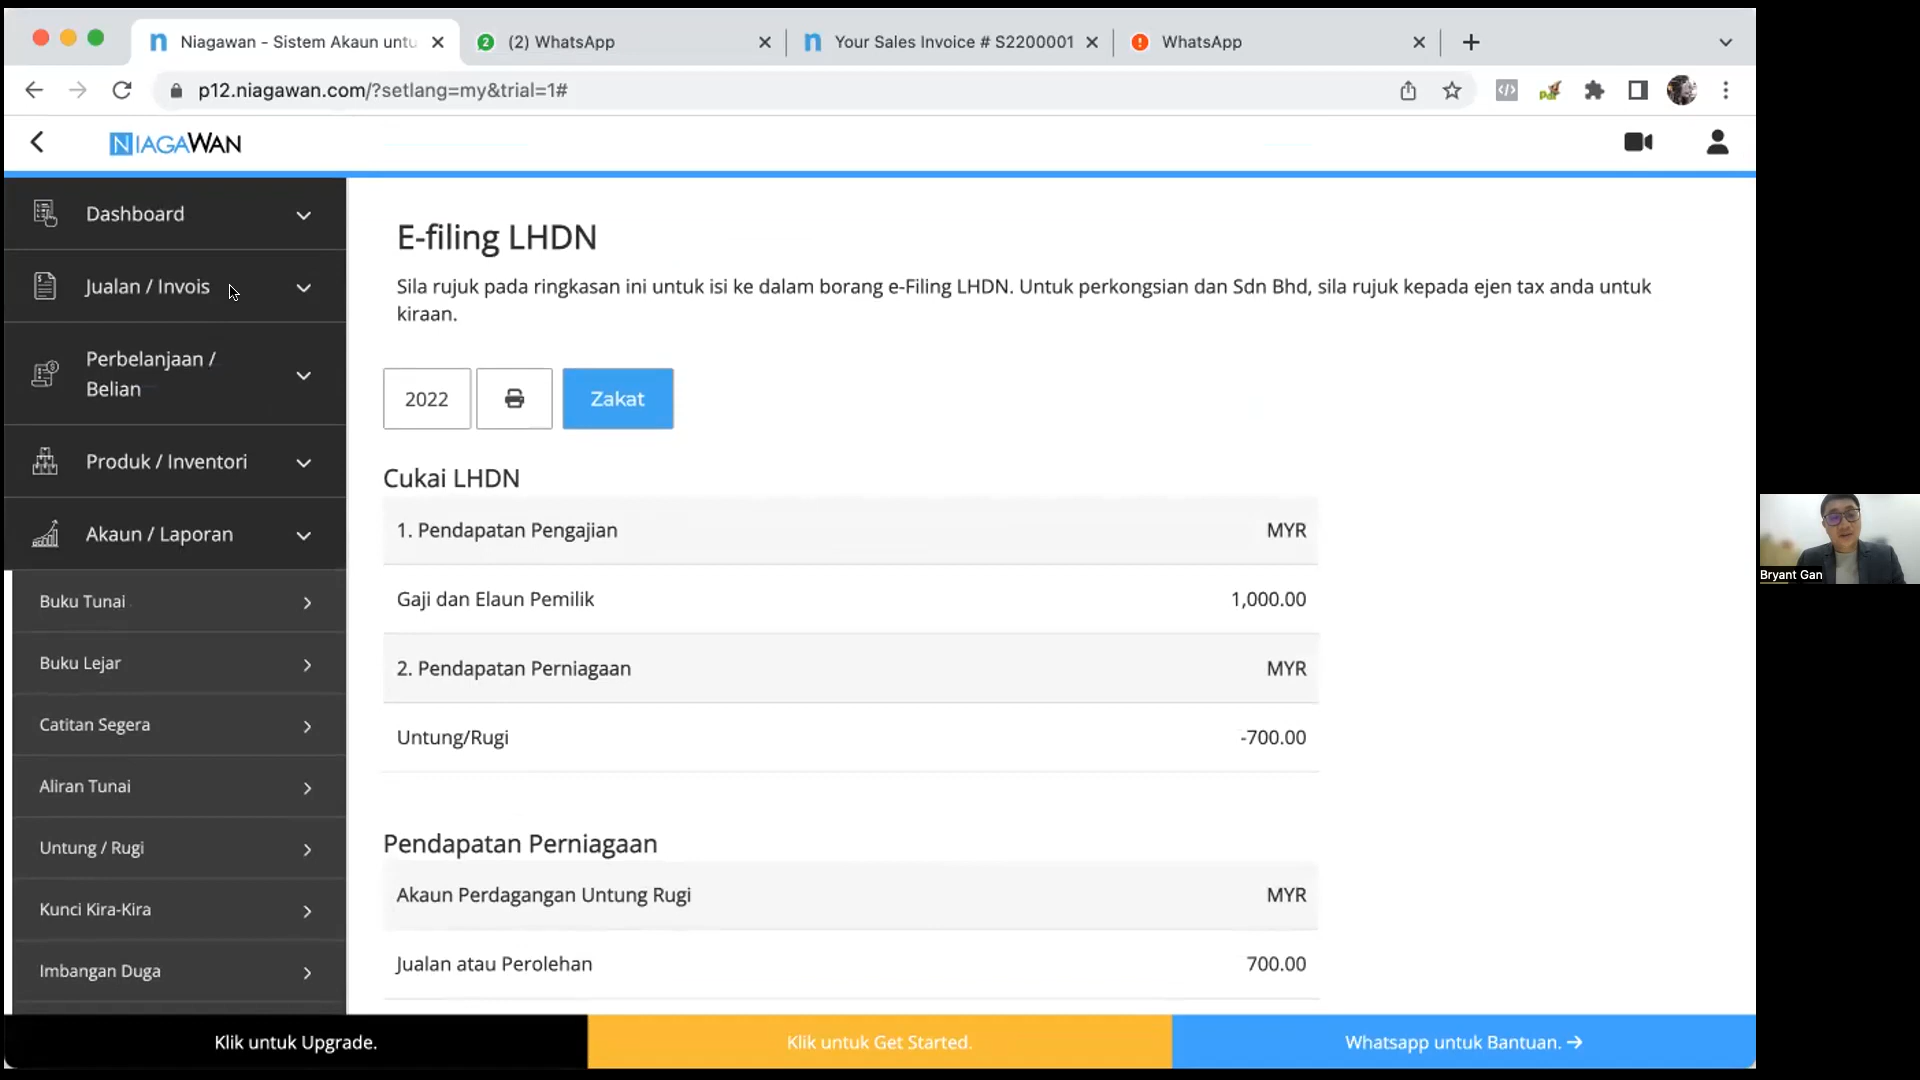 Niagawan - Sistem Akaun untu
2
(2) WhatsApp
Your Sales Invoice # S2200001
WhatsApp
p12.niagawan.com/?setlang=my&trial=1#
NIAGAWAN
Dashboard
Jualan / Invois
Perbelanjaan /
Belian
Produk / Inventori
Akaun / Laporan
Buku Tunai
Buku Lejar
Catitan Segera
Aliran Tunai
Untung / Rugi
Kunci Kira-Kira
Imbangan Duga
E-filing LHDN
Sila rujuk pada ringkasan ini untuk isi ke dalam borang e-Filing LHDN. Untuk perkongsian dan Sdn Bhd, sila rujuk kepada ejen tax anda untuk
kiraan.
2022
Zakat
Cukai LHDN
1. Pendapatan Pengajian MYR
Gaji dan Elaun Pemilik 1,000.00
2. Pendapatan Perniagaan MYR
Untung/Rugi -700.00
Pendapatan Perniagaan
Akaun Perdagangan Untung Rugi MYR
Jualan atau Perolehan 700.00
Klik untuk Upgrade.
Klik untuk Get Started.
Whatsapp untuk Bantuan. →
Bryant Gan